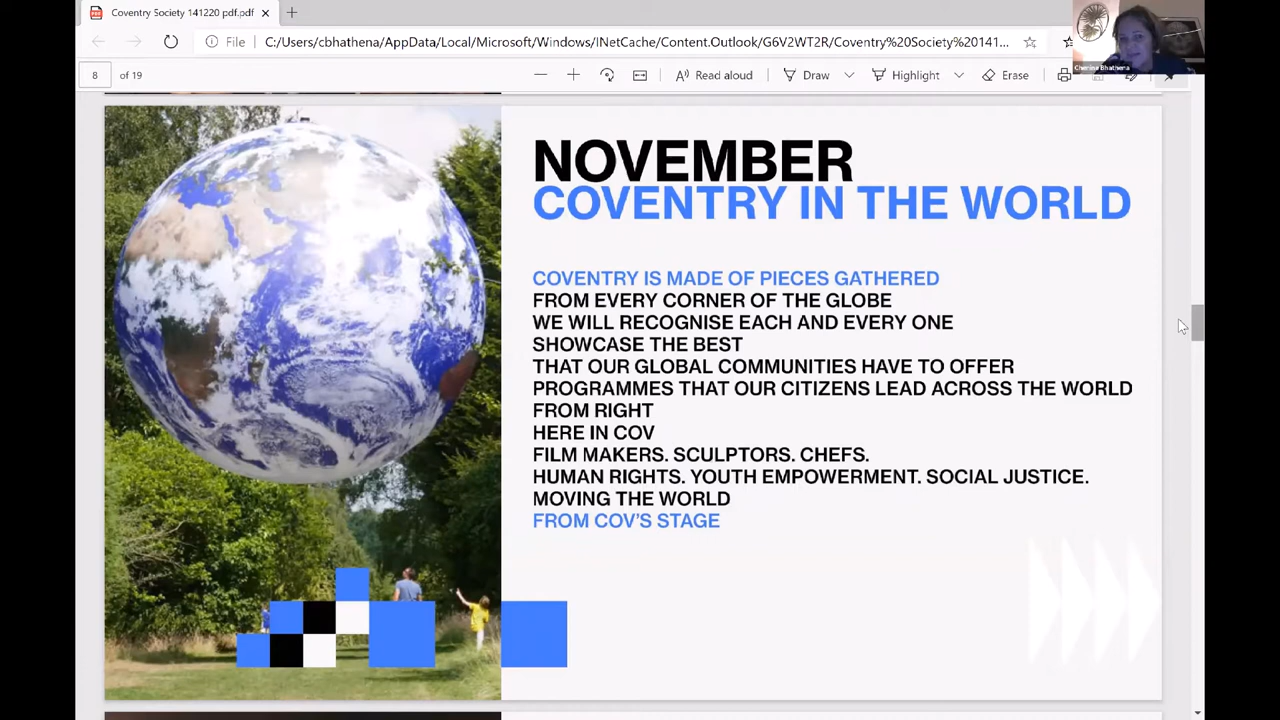 Coventry Society 141220 pdf.pdf
File
C:/Users/cbhathena/AppData/Local/Microsoft/Windows/INetCache/Content.Outlook/G6V2WT2R/Coventry%20Society%20141...
8 of 19
Read aloud
Draw
Highlight
Erase
Chenine Bhathena
NOVEMBER
COVENTRY IN THE WORLD
COVENTRY IS MADE OF PIECES GATHERED
FROM EVERY CORNER OF THE GLOBE
WE WILL RECOGNISE EACH AND EVERY ONE
SHOWCASE THE BEST
THAT OUR GLOBAL COMMUNITIES HAVE TO OFFER
PROGRAMMES THAT OUR CITIZENS LEAD ACROSS THE WORLD
FROM RIGHT
HERE IN COV
FILM MAKERS. SCULPTORS. CHEFS.
HUMAN RIGHTS. YOUTH EMPOWERMENT. SOCIAL JUSTICE.
MOVING THE WORLD
FROM COV'S STAGE